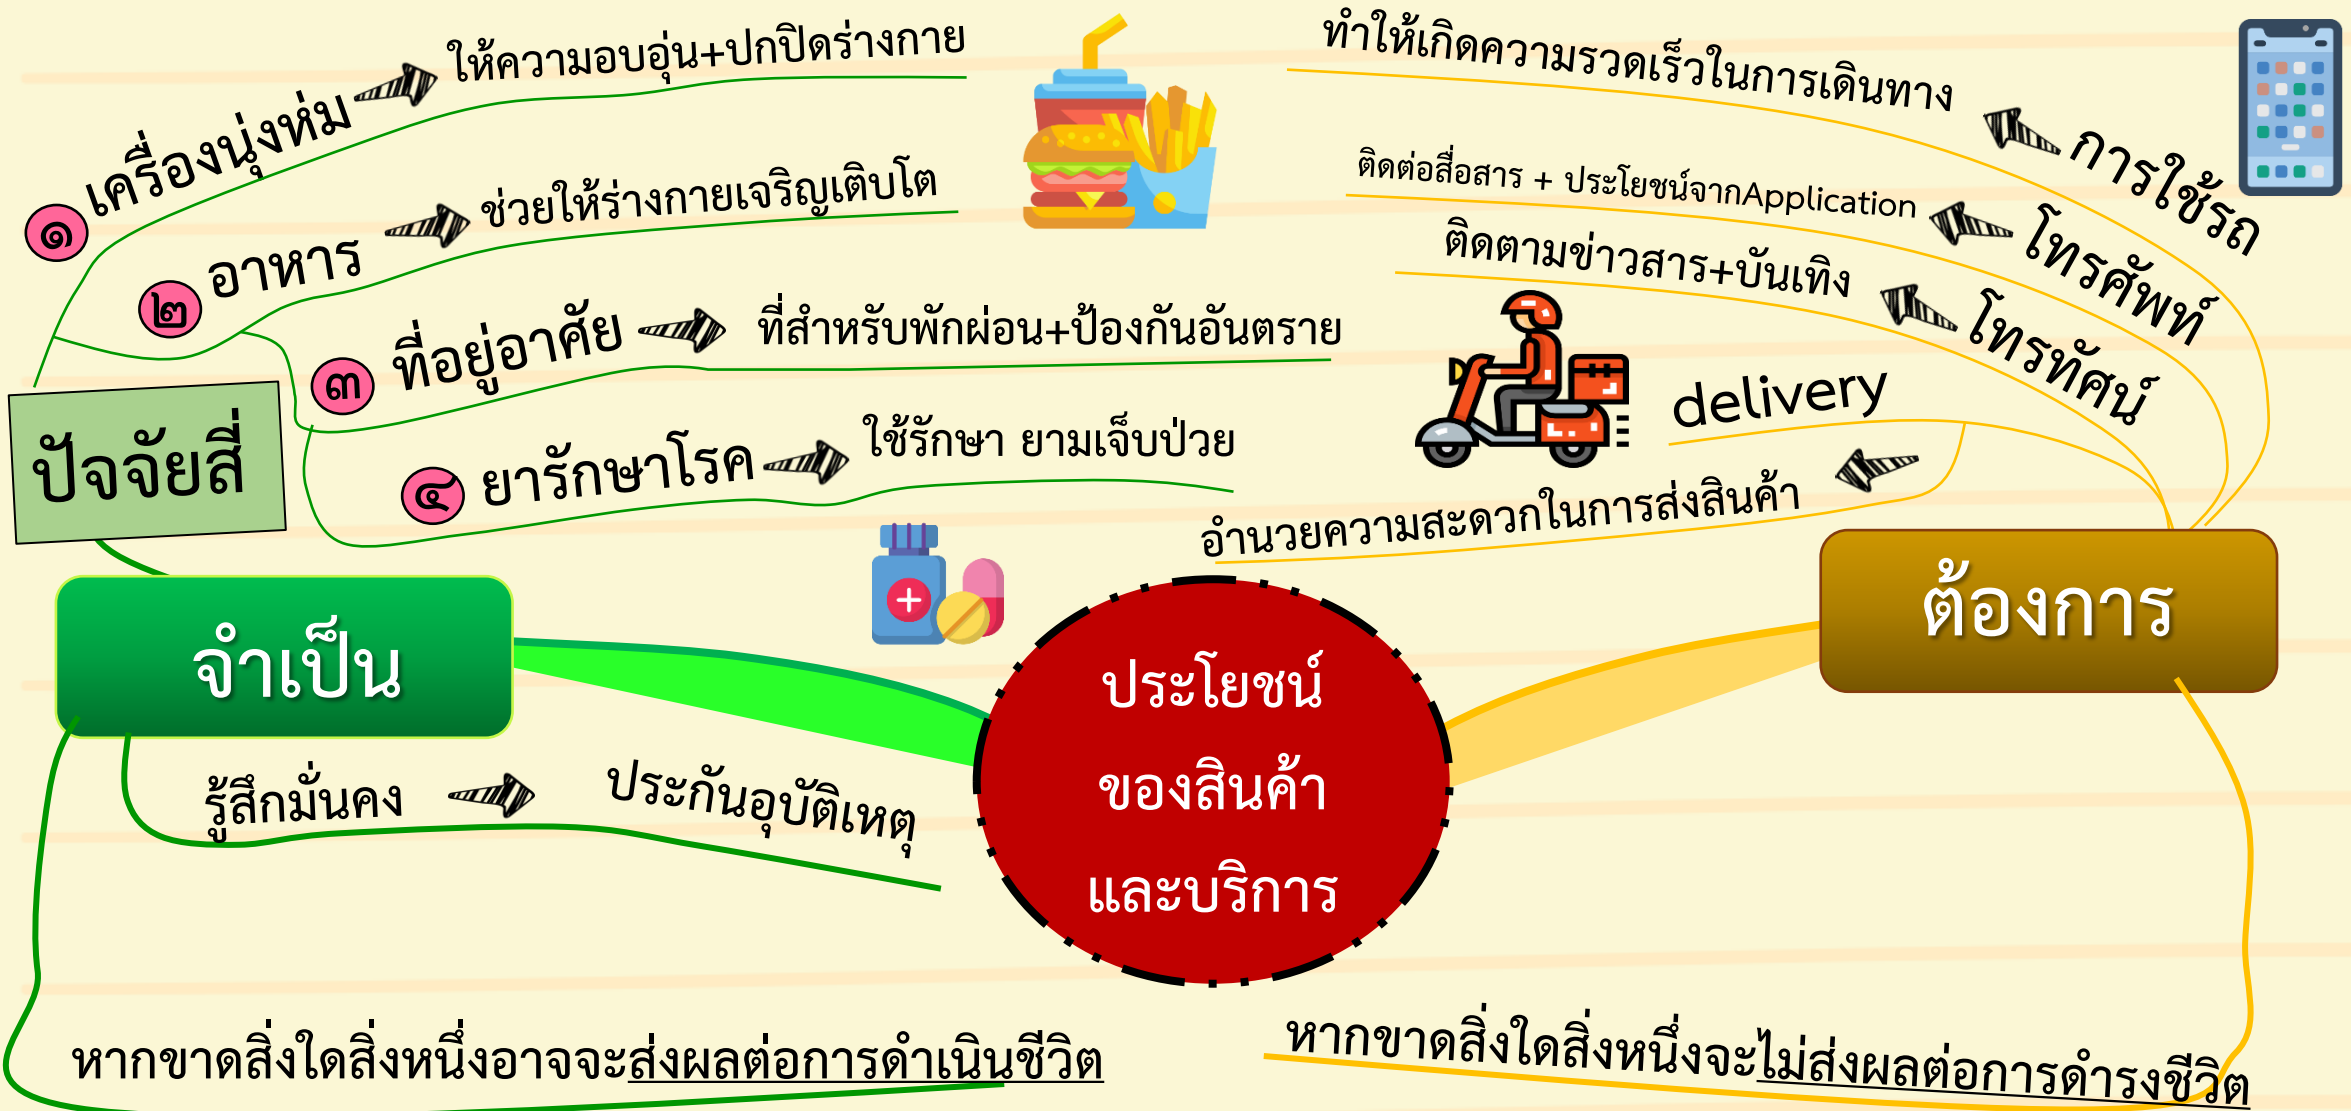 ประโยชน์
ของสินค้า
และบริการ
จำเป็น
ปัจจัยสี่
๑ เครื่องนุ่งห่ม
ให้ความอบอุ่น+ปกปิดร่างกาย
๒ อาหาร
ช่วยให้ร่างกายเจริญเติบโต
๓ ที่อยู่อาศัย
ที่สำหรับพักผ่อน+ป้องกันอันตราย
๔ ยารักษาโรค
ใช้รักษา ยามเจ็บป่วย
รู้สึกมั่นคง
ประกันอุบัติเหตุ
หากขาดสิ่งใดสิ่งหนึ่งอาจจะส่งผลต่อการดำเนินชีวิต
ต้องการ
การใช้รถ
ทำให้เกิดความรวดเร็วในการเดินทาง
โทรศัพท์
ติดต่อสื่อสาร + ประโยชน์จากApplication
โทรทัศน์
ติดตามข่าวสาร+บันเทิง
delivery
อำนวยความสะดวกในการส่งสินค้า
หากขาดสิ่งใดสิ่งหนึ่งจะไม่ส่งผลต่อการดำรงชีวิต